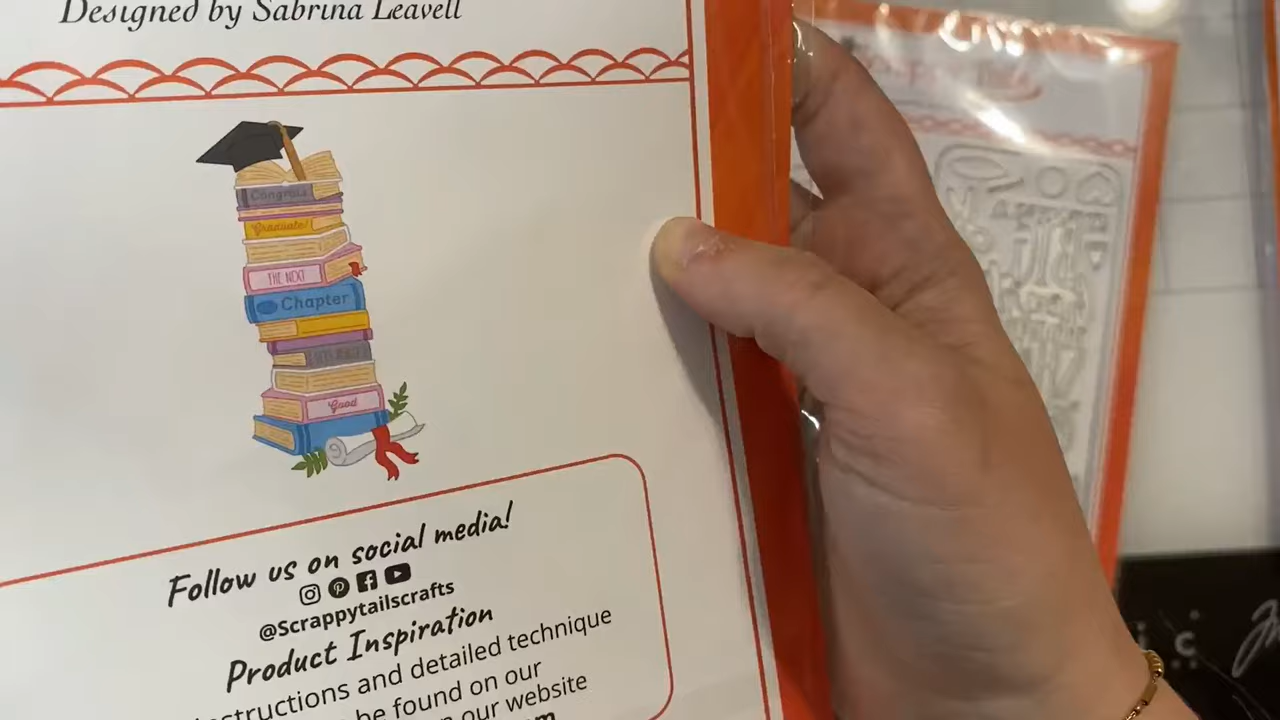 Designed by Sabrina Leavell
Congrats
Graduate!
THE NEXT
Chapter
Good
Follow us on social media!
@Scrappytailscrafts
Product Inspiration
structions and detailed technique
be found on our
our website